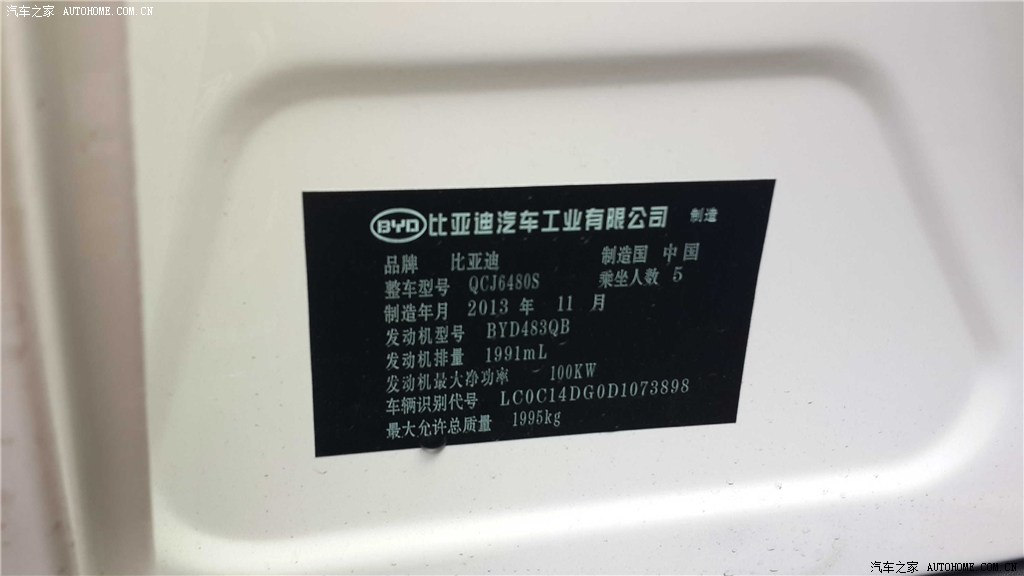 汽车之家 AUTOHOME.COM.CN
BYD 比亚迪汽车工业有限公司 制造
品牌 比亚迪 制造国 中国
整车型号 QCJ6480S 乘坐人数 5
制造年月 2013 年 11 月
发动机型号 BYD483QB
发动机排量 1991mL
发动机最大净功率 100KW
车辆识别代号 LC0C14DG0D1073898
最大允许总质量 1995kg
汽车之家 AUTOHOME.COM.CN